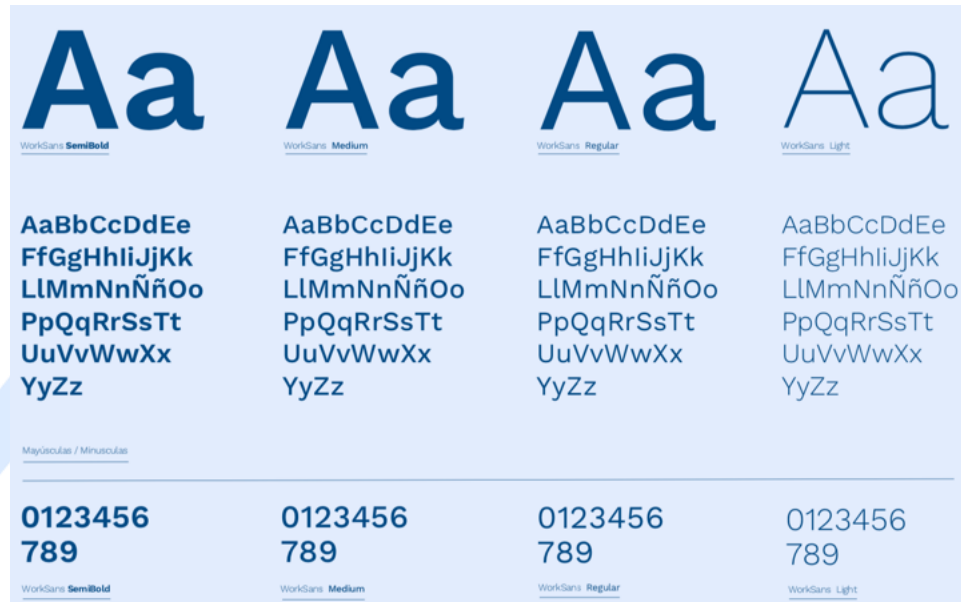 Aa Aa Aa Aa
WorkSans SemiBold WorkSans Medium WorkSans Regular WorkSans Light
AaBbCcDdEe
FfGgHhIiJjKk
LlMmNnÑñOo
PpQqRrSsTt
UuVvWwXx
YyZz
AaBbCcDdEe
FfGgHhIiJjKk
LlMmNnÑñOo
PpQqRrSsTt
UuVvWwXx
YyZz
AaBbCcDdEe
FfGgHhIiJjKk
LlMmNnÑñOo
PpQqRrSsTt
UuVvWwXx
YyZz
AaBbCcDdEe
FfGgHhIiJjKk
LlMmNnÑñOo
PpQqRrSsTt
UuVvWwXx
YyZz
Mayúsculas / Minusculas
0123456
789
WorkSans SemiBold
0123456
789
WorkSans Medium
0123456
789
WorkSans Regular
0123456
789
WorkSans Light